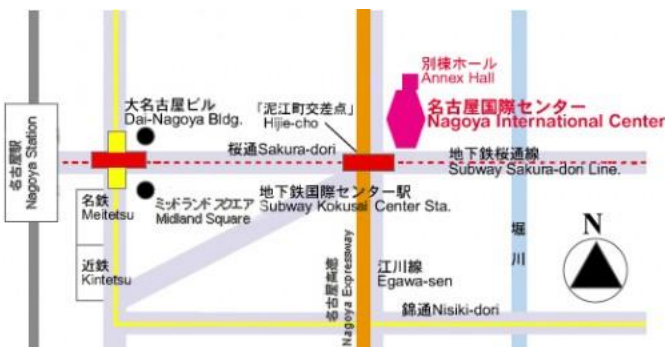 別棟ホール
Annex Hall
大名古屋ビル
Dai-Nagoya Bldg.
「泥江町交差点」
Hijie-cho
名古屋国際センター
Nagoya International Center
名古屋駅
Nagoya Station
桜通Sakura-dori
地下鉄桜通線
Subway Sakura-dori Line.
名鉄
Meitetsu
ミッドランド スクエア
Midland Square
地下鉄国際センター駅
Subway Kokusai Center Sta.
N
堀川
近鉄
Kintetsu
名古屋高速
Nagoya Expressway
江川線
Egawa-sen
錦通Nisiki-dori